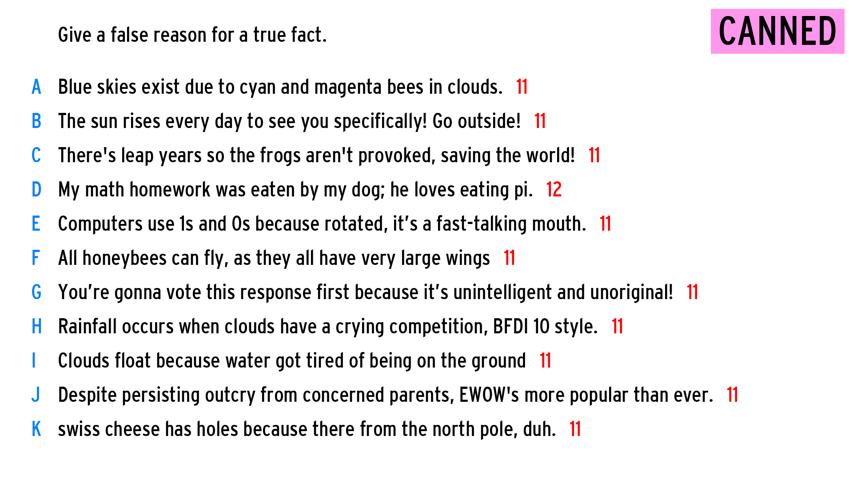 Give a false reason for a true fact.
CANNED
A Blue skies exist due to cyan and magenta bees in clouds. 11
B The sun rises every day to see you specifically! Go outside! 11
C There's leap years so the frogs aren't provoked, saving the world! 11
D My math homework was eaten by my dog; he loves eating pi. 12
E Computers use 1s and 0s because rotated, it’s a fast-talking mouth. 11
F All honeybees can fly, as they all have very large wings 11
G You’re gonna vote this response first because it’s unintelligent and unoriginal! 11
H Rainfall occurs when clouds have a crying competition, BFDI 10 style. 11
I Clouds float because water got tired of being on the ground 11
J Despite persisting outcry from concerned parents, EWOW's more popular than ever. 11
K swiss cheese has holes because there from the north pole, duh. 11